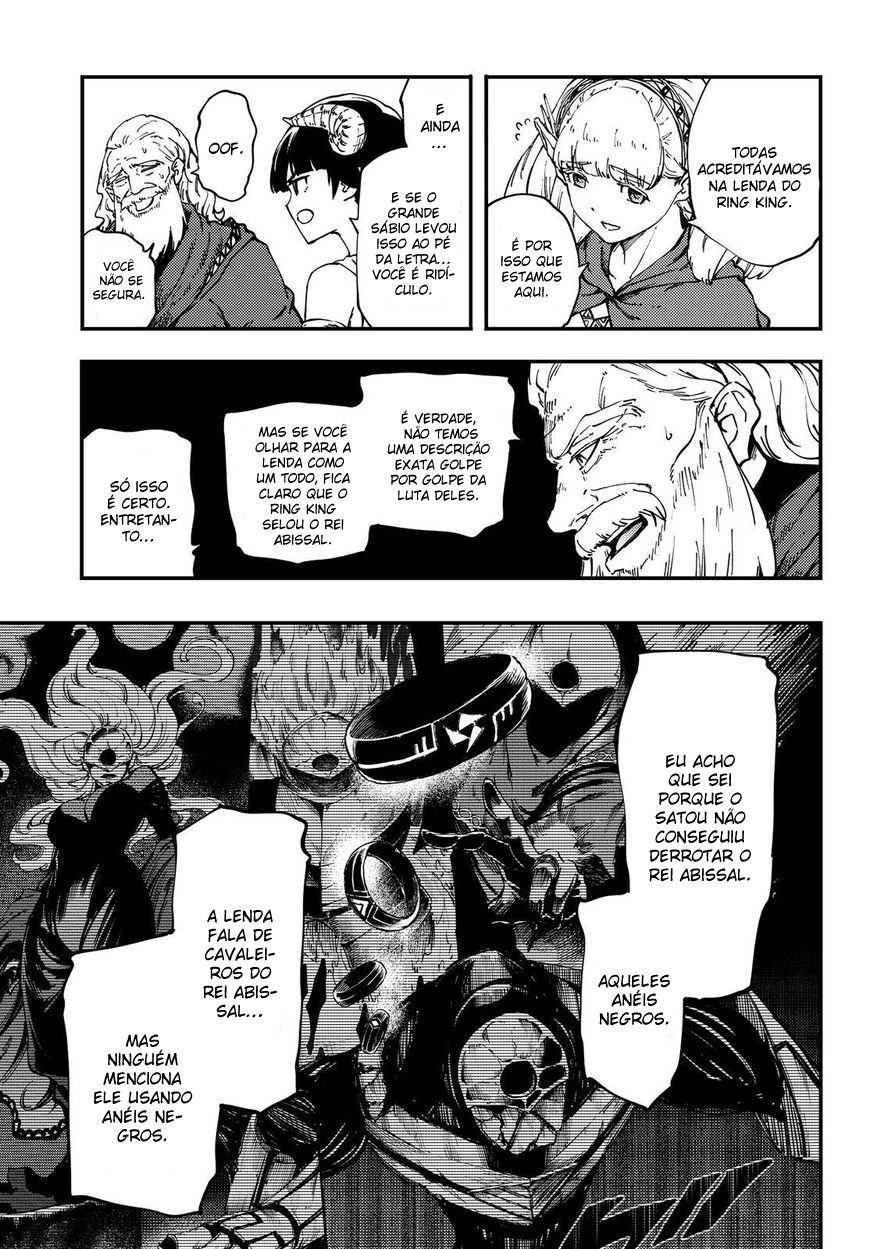 TODAS
ACREDITÁVAMOS
NA LENDA DO
RING KING.
É POR
ISSO QUE
ESTAMOS
AQUI.
E
AINDA
...
E SE O
GRANDE
SÁBIO LEVOU
ISSO AO PÉ
DA LETRA...
VOCÊ É RIDÍ-
CULO.
OOF.
VOCÊ
NÃO SE
SEGURA.
É VERDADE,
NÃO TEMOS
UMA DESCRIÇÃO
EXATA GOLPE
POR GOLPE DA
LUTA DELES.
MAS SE VOCÊ
OLHAR PARA A
LENDA COMO
UM TODO, FICA
CLARO QUE O
RING KING
SELOU O REI
ABISSAL.
SÓ ISSO
É CERTO.
ENTRETAN-
TO...
EU ACHO
QUE SEI
PORQUE O
SATOU NÃO
CONSEGUIU
DERROTAR O
REI ABISSAL.
AQUELES
ANÉIS
NEGROS.
A LENDA
FALA DE
CAVALEI-
ROS DO
REI ABIS-
SAL...
MAS
NINGUÉM
MENCIONA
ELE USANDO
ANÉIS NE-
GROS.